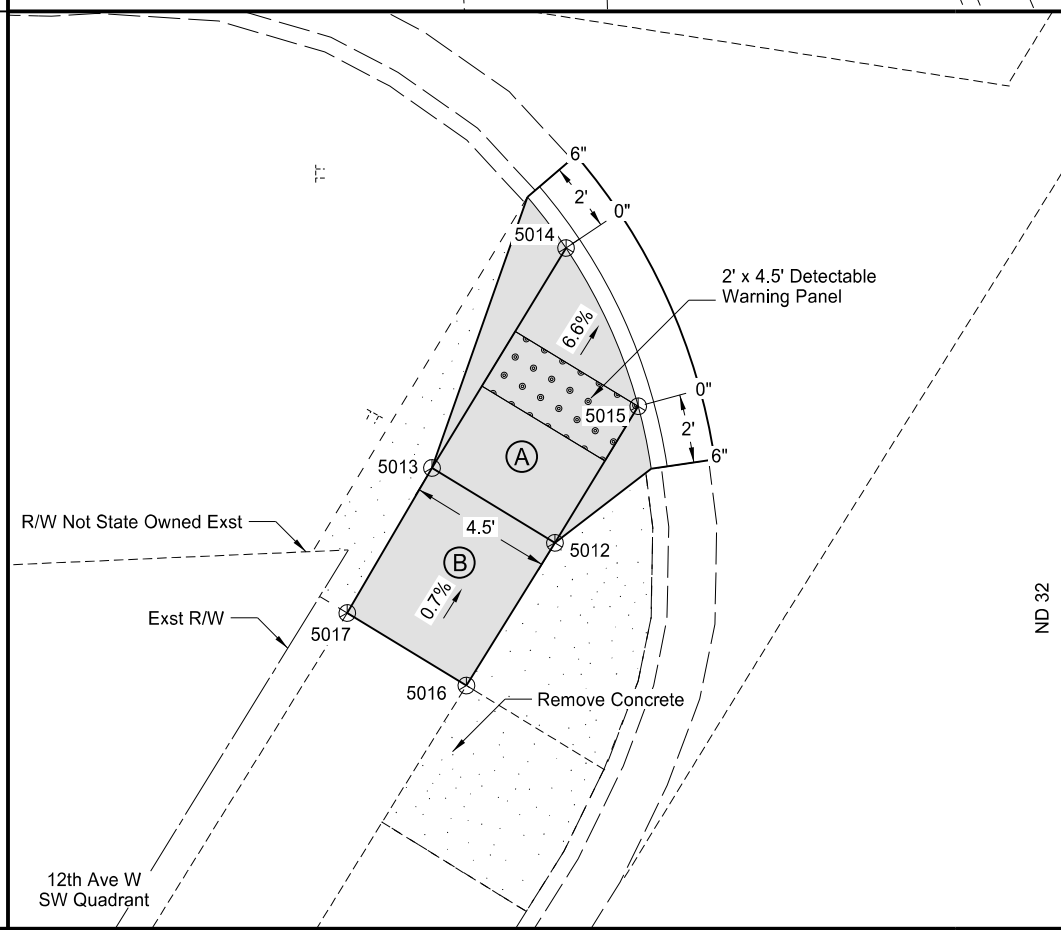 6"
2'
0"
5014
2' x 4.5' Detectable
Warning Panel
6.6%
0"
5015
2'
6"
A
5013
4.5'
R/W Not State Owned Exst
5012
B
0.7%
Exst R/W
ND 32
5017
5016
Remove Concrete
12th Ave W
SW Quadrant